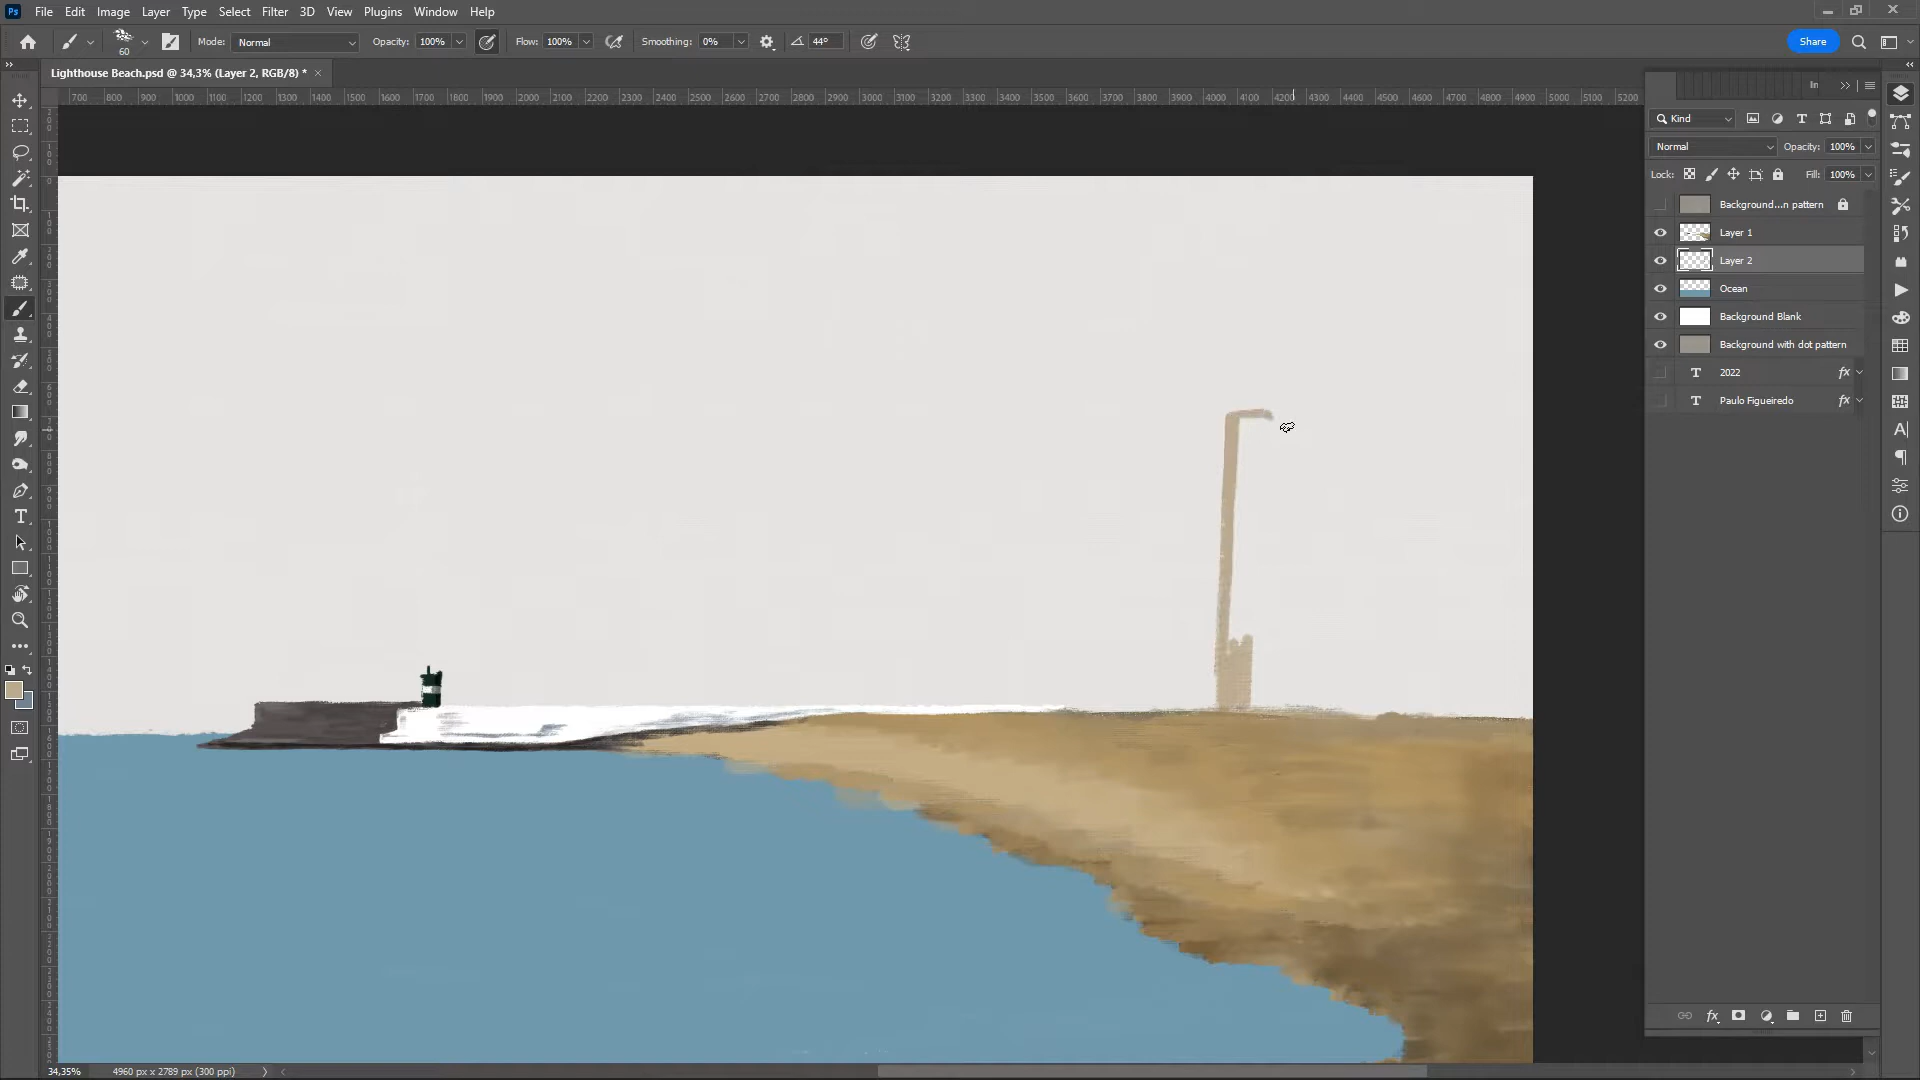 Ps File Edit Image Layer Type Select Filter 3D View Plugins Window Help
60 Mode: Normal Opacity: 100% Flow: 100% Smoothing: 0% 44° Share
Lighthouse Beach.psd @ 34,3% (Layer 2, RGB/8) * ×
700 800 900 1000 1100 1200 1300 1400 1500 1600 1700 1800 1900 2000 2100 2200 2300 2400 2500 2600 2700 2800 2900 3000 3100 3200 3300 3400 3500 3600 3700 3800 3900 4000 4100 4200 4300 4400 4500 4600 4700 4800 4900 5000 5100 5200
Kind
Normal Opacity: 100%
Lock: Fill: 100%
Background...n pattern
Layer 1
Layer 2
Ocean
Background Blank
Background with dot pattern
T 2022 fx
T Paulo Figueiredo fx
34,35% 4960 px x 2789 px (300 ppi)